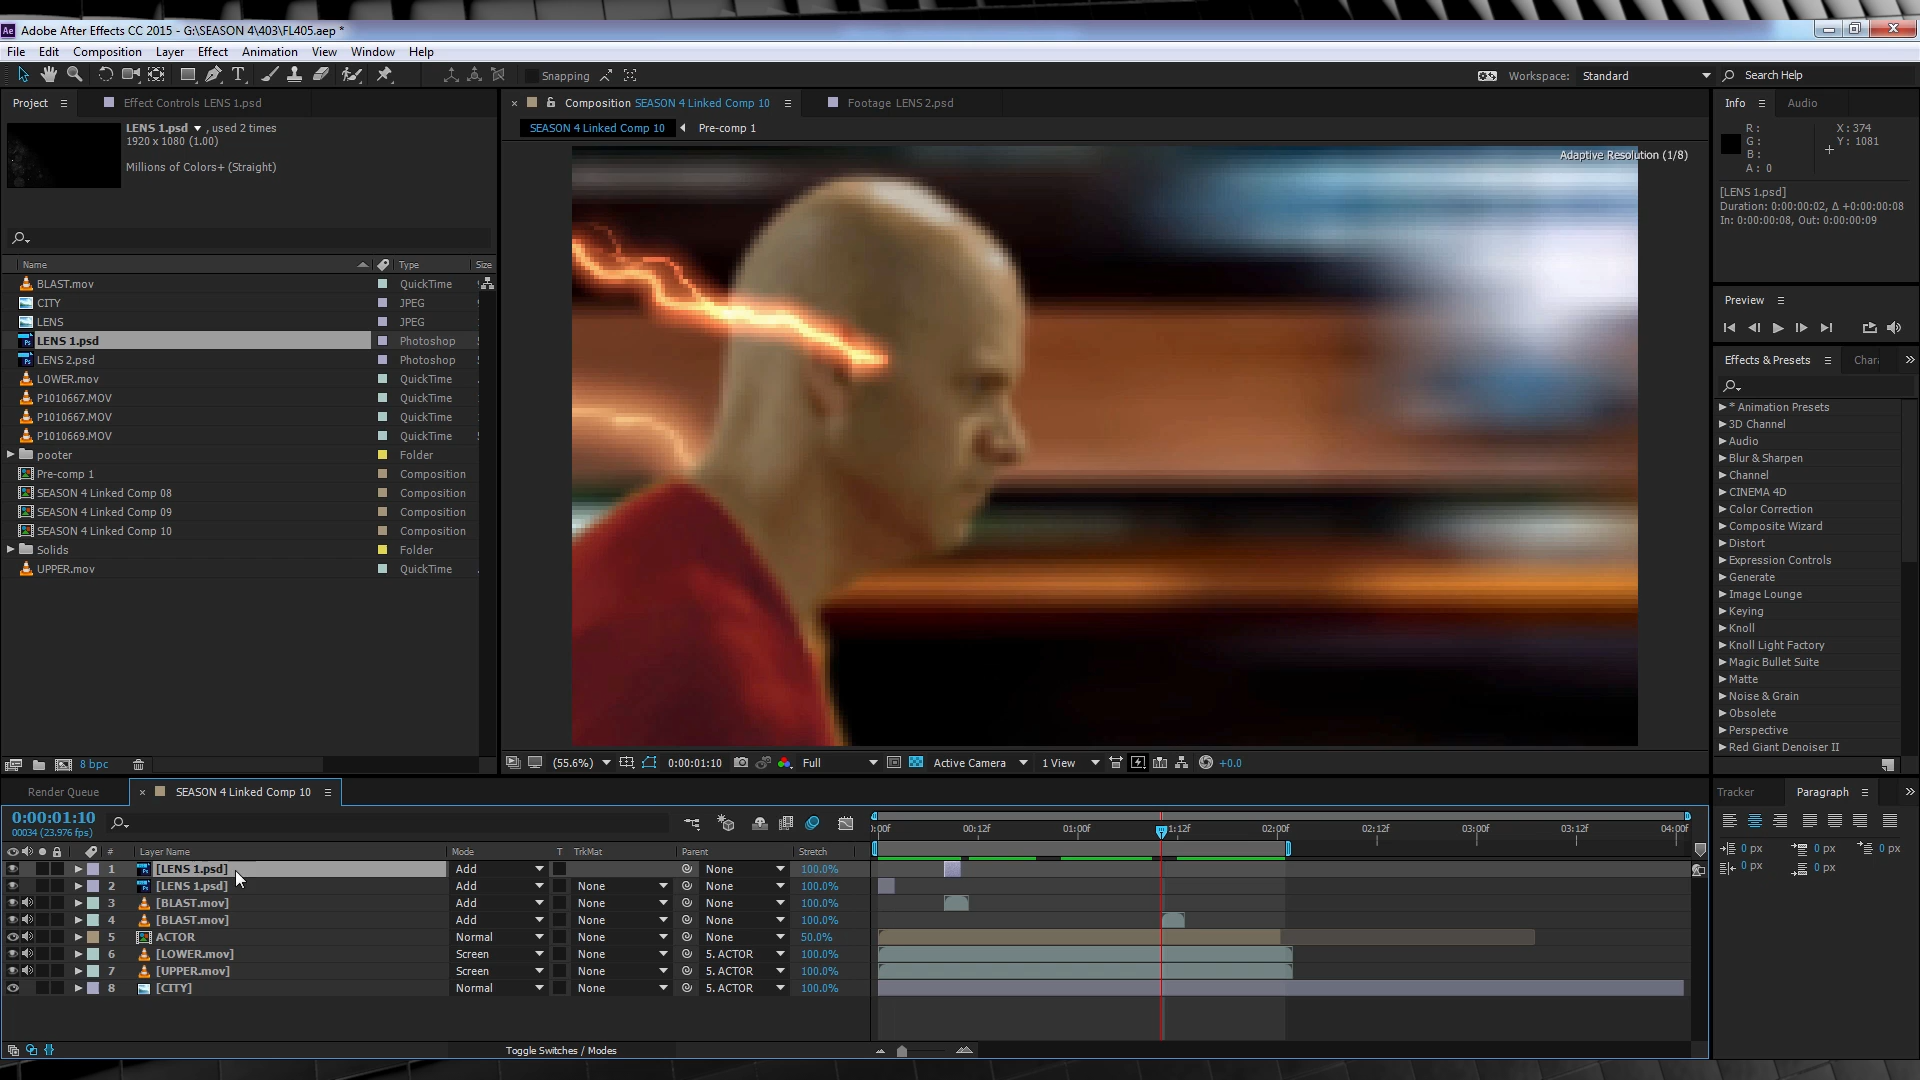 Adobe After Effects CC 2015 - G:\SEASON 4\403\FL405.aep *
File Edit Composition Layer Effect Animation View Window Help
Snapping
Workspace: Standard
Search Help
Project
Effect Controls LENS 1.psd
LENS 1.psd , used 2 times
1920 x 1080 (1.00)
Millions of Colors+ (Straight)
Name Type Size
BLAST.mov QuickTime
CITY JPEG
LENS JPEG
LENS 1.psd Photoshop
LENS 2.psd Photoshop
LOWER.mov QuickTime
P1010667.MOV QuickTime
P1010667.MOV QuickTime
P1010669.MOV QuickTime
pooter Folder
Pre-comp 1 Composition
SEASON 4 Linked Comp 08 Composition
SEASON 4 Linked Comp 09 Composition
SEASON 4 Linked Comp 10 Composition
Solids Folder
UPPER.mov QuickTime
8 bpc
Composition SEASON 4 Linked Comp 10
Footage LENS 2.psd
SEASON 4 Linked Comp 10 Pre-comp 1
Adaptive Resolution (1/8)
(55.6%) 0:00:01:10 Full Active Camera 1 View +0.0
Info Audio
R: X: 374
G: Y: 1081
B:
A: 0
[LENS 1.psd]
Duration: 0:00:00:02, Δ +0:00:00:08
In: 0:00:00:08, Out: 0:00:00:09
Preview
Effects & Presets Chara
* Animation Presets
3D Channel
Audio
Blur & Sharpen
Channel
CINEMA 4D
Color Correction
Composite Wizard
Distort
Expression Controls
Generate
Image Lounge
Keying
Knoll
Knoll Light Factory
Magic Bullet Suite
Matte
Noise & Grain
Obsolete
Perspective
Red Giant Denoiser II
Render Queue
SEASON 4 Linked Comp 10
0:00:01:10
00034 (23.976 fps)
:00f 00:12f 01:00f 01:12f 02:00f 02:12f 03:00f 03:12f 04:00f
# Layer Name Mode T TrkMat Parent Stretch
1 [LENS 1.psd] Add None 100.0%
2 [LENS 1.psd] Add None None 100.0%
3 [BLAST.mov] Add None None 100.0%
4 [BLAST.mov] Add None None 100.0%
5 ACTOR Normal None None 50.0%
6 [LOWER.mov] Screen None 5. ACTOR 100.0%
7 [UPPER.mov] Screen None 5. ACTOR 100.0%
8 [CITY] Normal None 5. ACTOR 100.0%
Toggle Switches / Modes
Tracker Paragraph
0 px 0 px 0 px
0 px 0 px